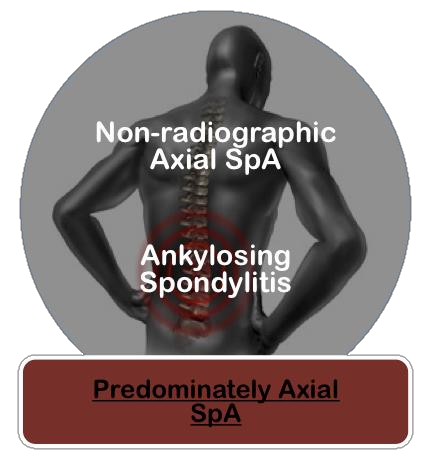 Non-radiographic
Axial SpA
Ankylosing
Spondylitis
Predominately Axial
SpA